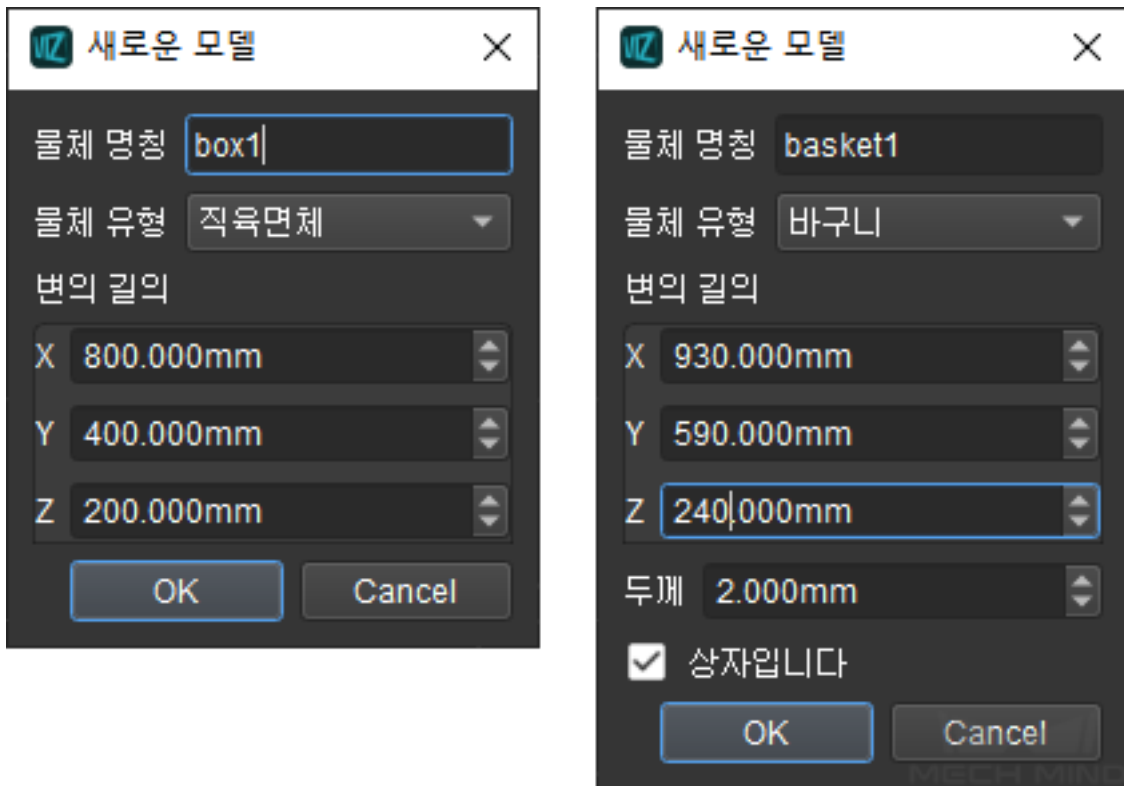 VIZ 새로운 모델
물체 명칭 box1
물체 유형 직육면체
변의 길의
X 800.000mm
Y 400.000mm
Z 200.000mm
OK Cancel
VIZ 새로운 모델
물체 명칭 basket1
물체 유형 바구니
변의 길의
X 930.000mm
Y 590.000mm
Z 240.000mm
두께 2.000mm
상자입니다
OK Cancel
MECH MIND